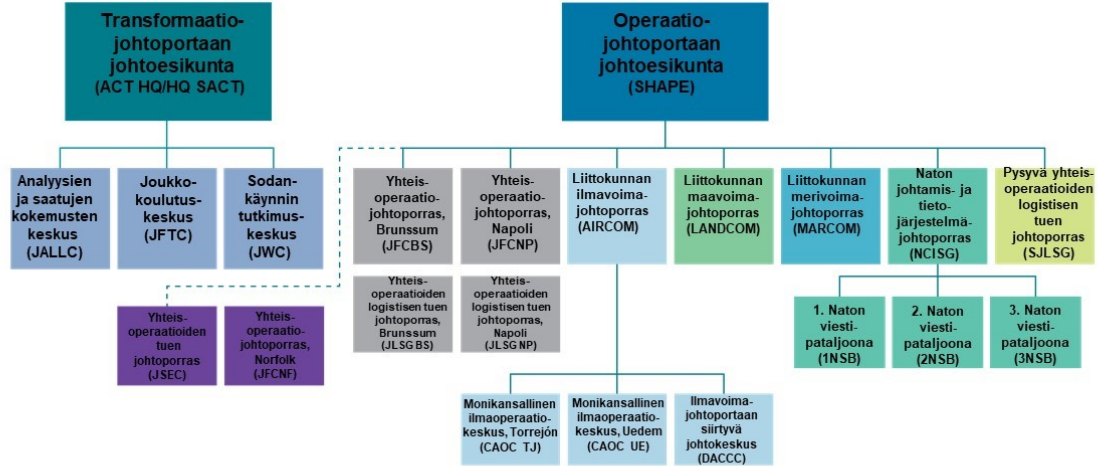 Transformaatio-
johtoportaan
johtoesikunta
(ACT HQ/HQ SACT)
Operaatio-
johtoportaan
johtoesikunta
(SHAPE)
Analyysien
ja saatujen
kokemusten
keskus
(JALLC)
Joukko-
koulutus-
keskus
(JFTC)
Sodan-
käynnin
tutkimus-
keskus
(JWC)
Yhteis-
operaatio-
johtoporras,
Brunssum
(JFCBS)
Yhteis-
operaatio-
johtoporras,
Napoli
(JFCNP)
Liittokunnan
ilmavoima-
johtoporras
(AIRCOM)
Liittokunnan
maavoima-
johtoporras
(LANDCOM)
Liittokunnan
merivoima-
johtoporras
(MARCOM)
Naton
johtamis- ja
tieto-
järjestelmä-
johtoporras
(NCISG)
Pysyvä yhteis-
operaatioiden
logistisen
tuen
johtoporras
(SJLSG)
Yhteis-
operaatioiden
logistisen tuen
johtoporras,
Brunssum
(JLSG BS)
Yhteis-
operaatioiden
logistisen tuen
johtoporras,
Napoli
(JLSG NP)
Yhteis-
operaatioiden
tuen
johtoporras
(JSEC)
Yhteis-
operaatio-
johtoporras,
Norfolk
(JFCNF)
1. Naton
viesti-
pataljoona
(1NSB)
2. Naton
viesti-
pataljoona
(2NSB)
3. Naton
viesti-
pataljoona
(3NSB)
Monikansallinen
ilmaoperaatio-
keskus, Torrejón
(CAOC TJ)
Monikansallinen
ilmaoperaatio-
keskus, Uedem
(CAOC UE)
Ilmavoima-
johtoportaan
siirtyvä
johtokeskus
(DACCC)